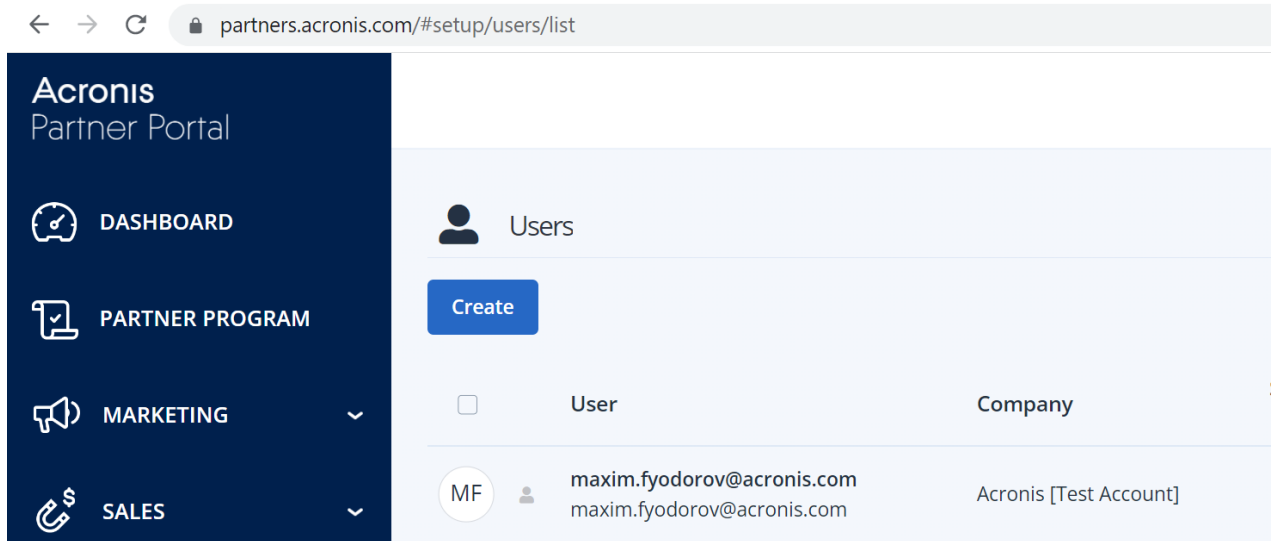 partners.acronis.com/#setup/users/list
Acronis
Partner Portal
DASHBOARD
PARTNER PROGRAM
MARKETING
SALES
Users
Create
User Company
MF maxim.fyodorov@acronis.com
maxim.fyodorov@acronis.com Acronis [Test Account]